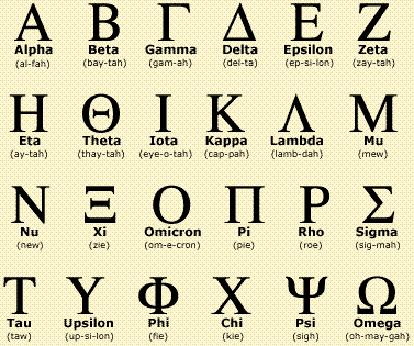 Α Β Γ Δ Ε Ζ
Alpha Beta Gamma Delta Epsilon Zeta
(al-fah) (bay-tah) (gam-ah) (del-ta) (ep-si-lon) (zay-tah)
Η Θ Ι Κ Λ Μ
Eta Theta Iota Kappa Lambda Mu
(ay-tah) (thay-tah) (eye-o-tah) (cap-pah) (lamb-dah) (mew)
Ν Ξ Ο Π Ρ Σ
Nu Xi Omicron Pi Rho Sigma
(new) (zie) (om-e-cron) (pie) (roe) (sig-mah)
Τ Υ Φ Χ Ψ Ω
Tau Upsilon Phi Chi Psi Omega
(taw) (up-si-lon) (fie) (kie) (sigh) (oh-may-gah)